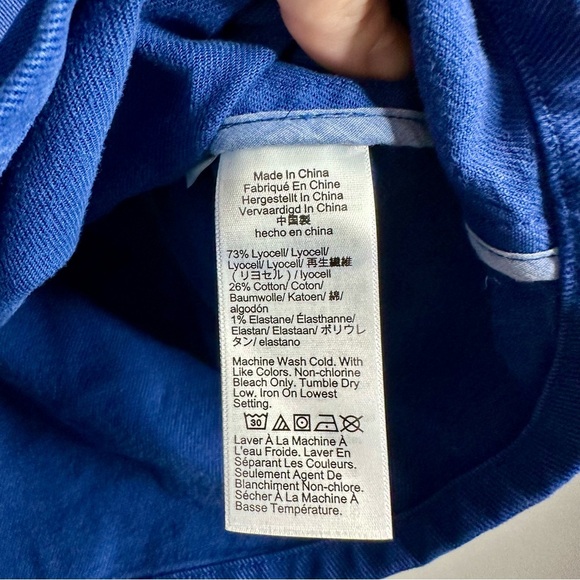 Made In China
Fabriqué En Chine
Hergestellt In China
Vervaardigd In China
中国製
hecho en china
73% Lyocell/ Lyocell/
Lyocell/ Lyocell/ 再生繊維
(リヨセル)/lyocell
26% Cotton/ Coton/
Baumwolle/ Katoen/ 綿/
algodón
1% Elastane/ Élasthanne/
Elastan/ Elastaan/ ポリウレ
タン/ elastano
Machine Wash Cold. With
Like Colors. Non-chlorine
Bleach Only. Tumble Dry
Low. Iron On Lowest
Setting.
30
Laver À La Machine À
L'eau Froide. Laver En
Séparant Les Couleurs.
Seulement Agent De
Blanchiment Non-chlore.
Sécher À La Machine À
Basse Température.